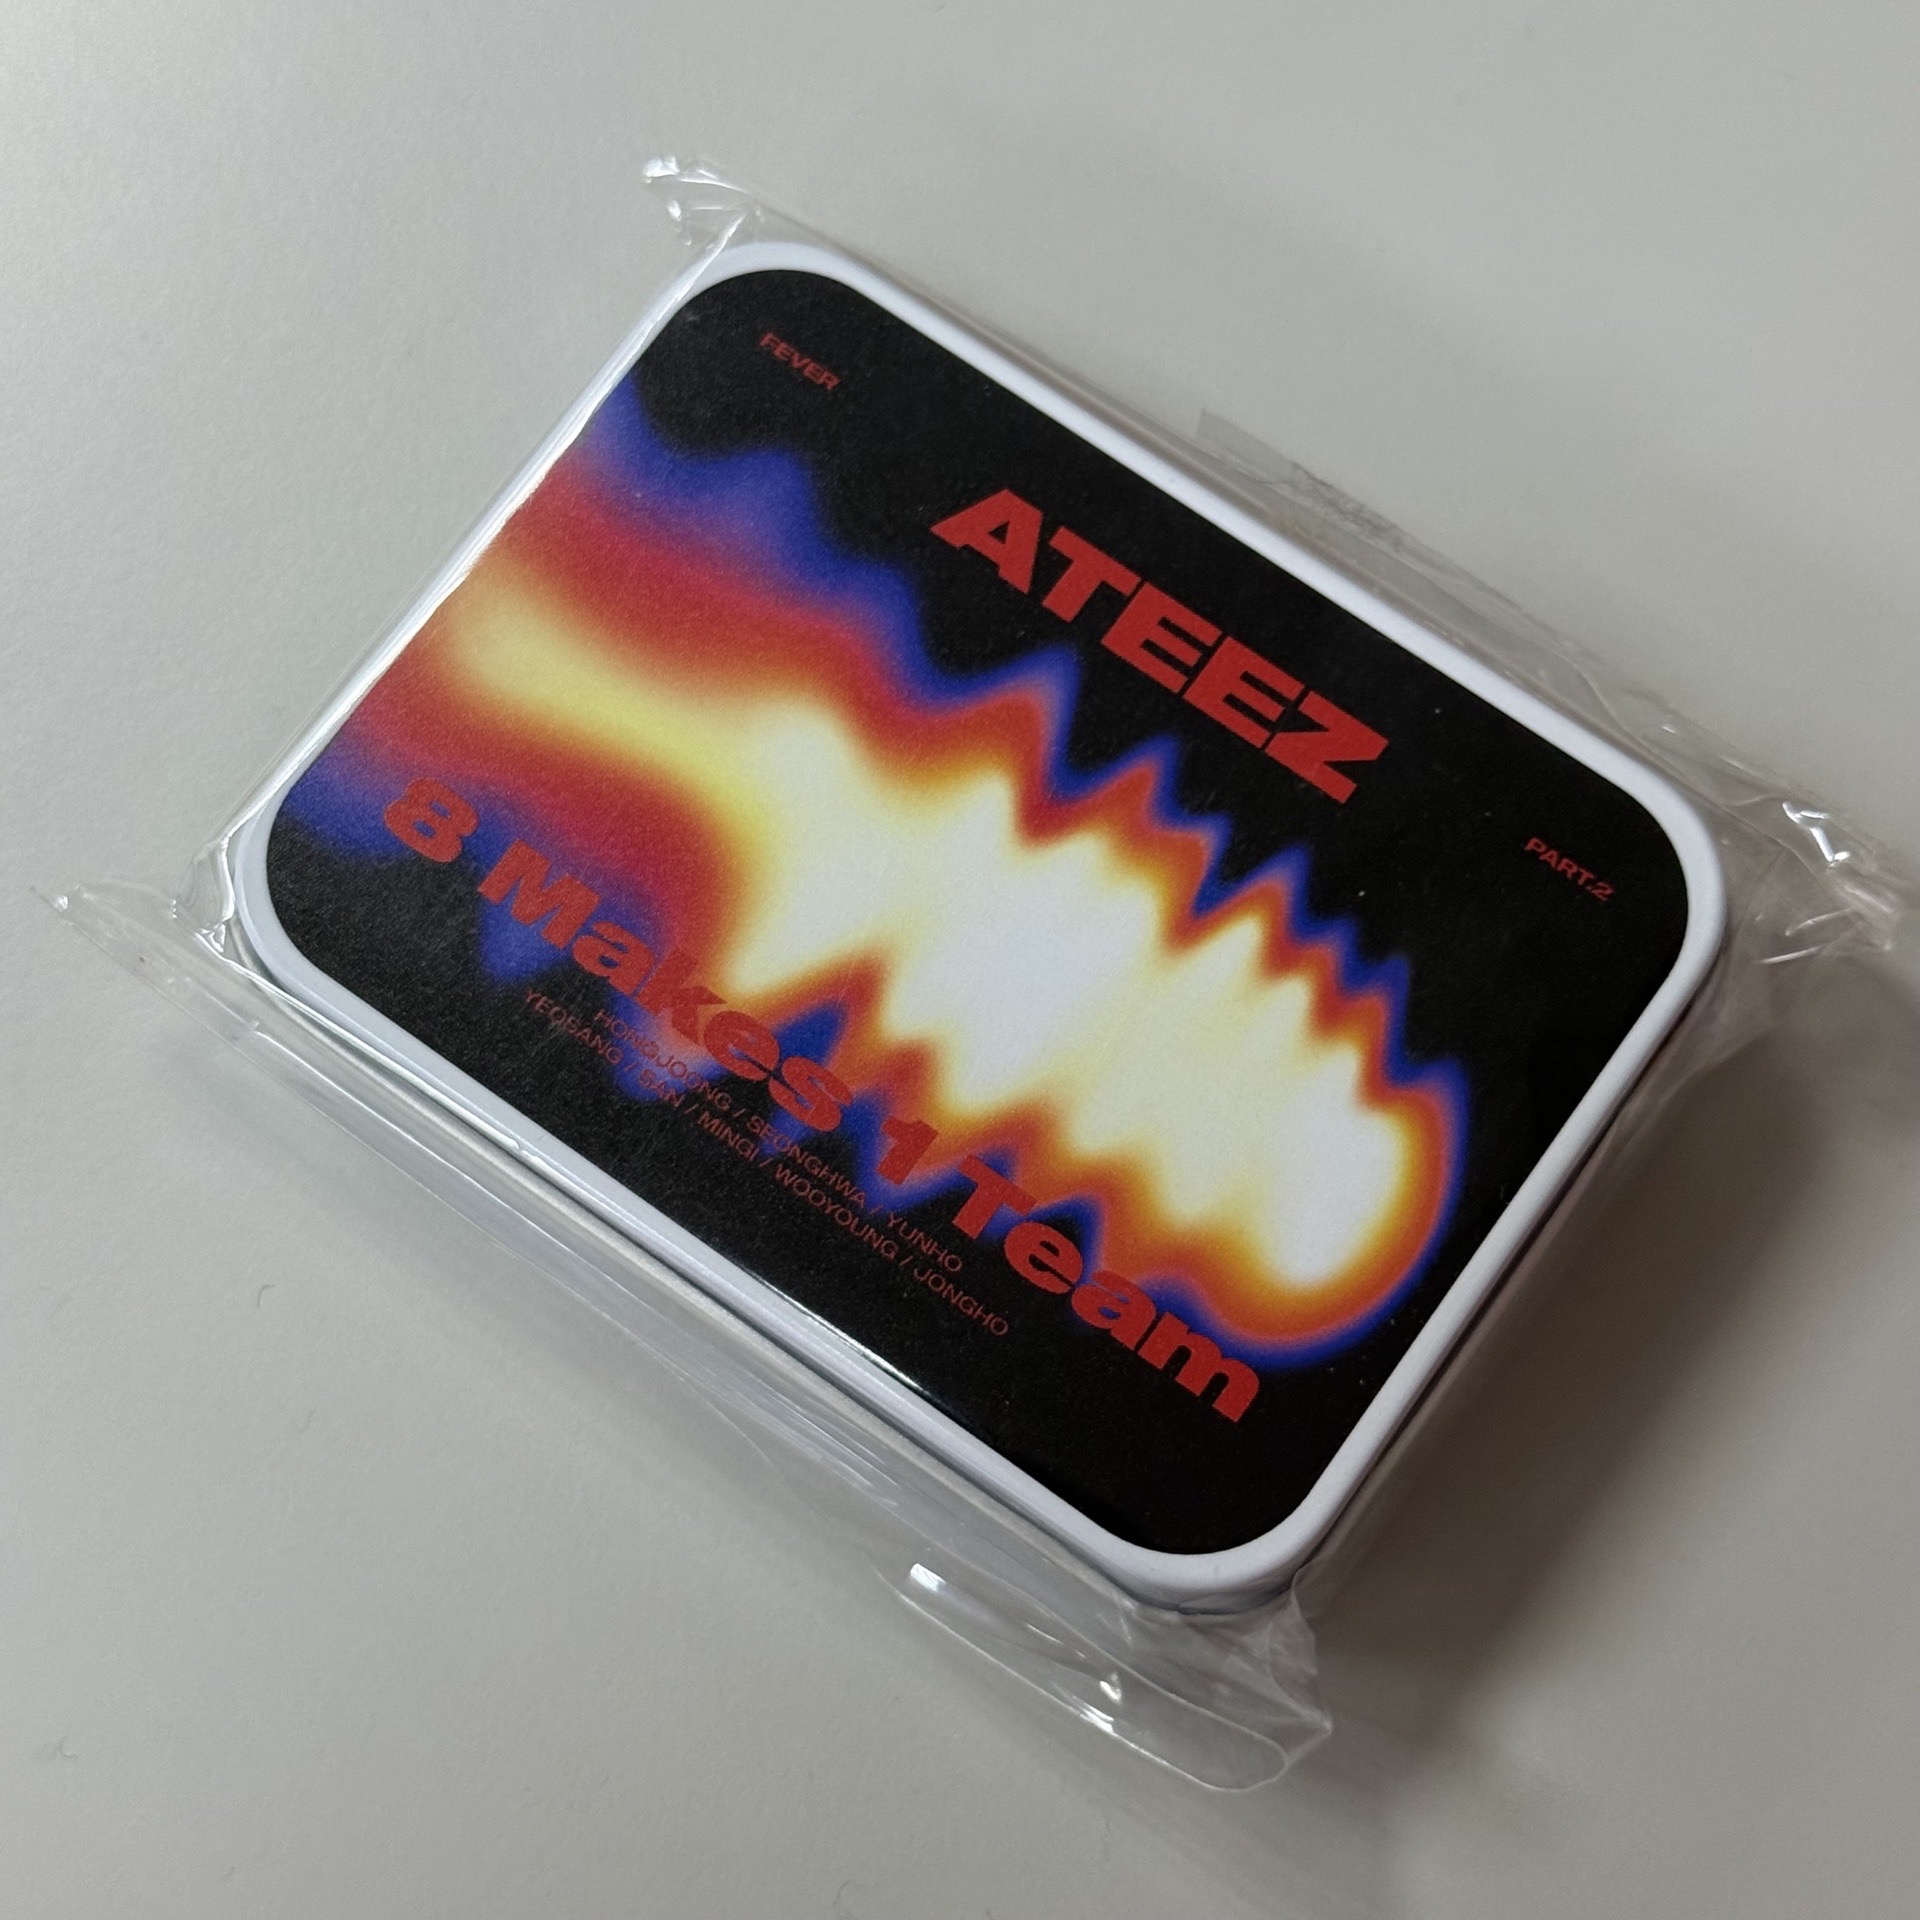 FEVER
ATEEZ
PART.2
8 Makes 1 Team
HONGJOONG / SEONGHWA / YUNHO
YEOSANG / SAN / MINGI / WOOYOUNG / JONGHO